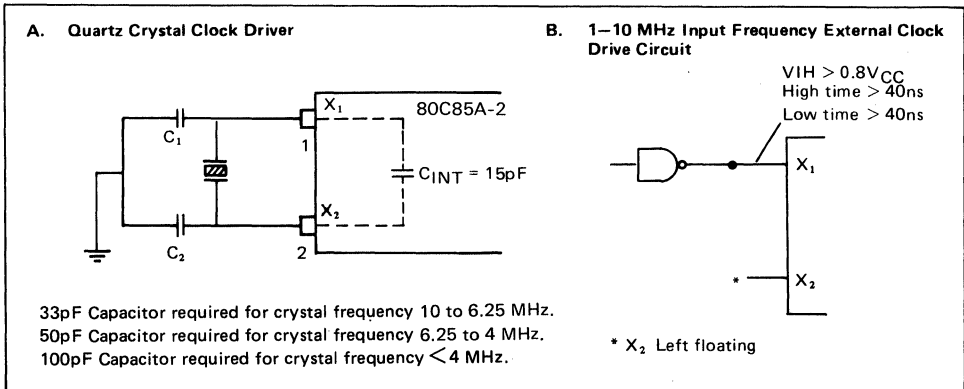 A. Quartz Crystal Clock Driver
X₁
80C85A-2
C₁
1
CINT = 15pF
X₂
C₂
2
33pF Capacitor required for crystal frequency 10 to 6.25 MHz.
50pF Capacitor required for crystal frequency 6.25 to 4 MHz.
100pF Capacitor required for crystal frequency <4 MHz.
B. 1—10 MHz Input Frequency External Clock
Drive Circuit
VIH > 0.8VCC
High time > 40ns
Low time > 40ns
X₁
*
X₂
* X₂ Left floating